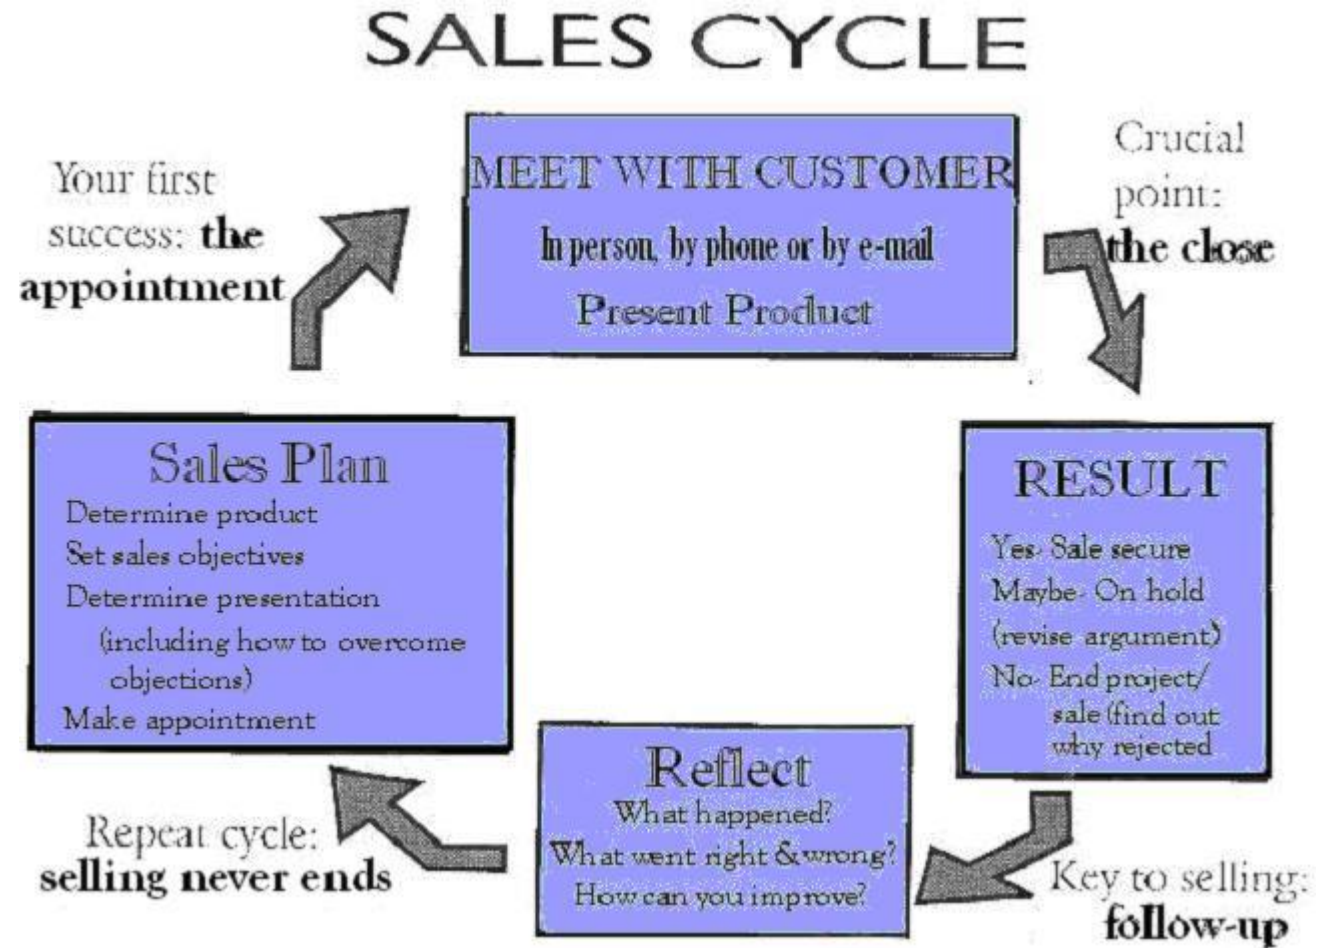 SALES CYCLE
Your first
success: the
appointment
MEET WITH CUSTOMER
In person, by phone or by e-mail
Present Product
Crucial
point:
the close
Sales Plan
Determine product
Set sales objectives
Determine presentation
(including how to overcome
objections)
Make appointment
RESULT
Yes- Sale secure
Maybe- On hold
(revise argument)
No- End project/
sale (find out
why rejected
Reflect
What happened?
What went right & wrong?
How can you improve?
Repeat cycle:
selling never ends
Key to selling:
follow-up